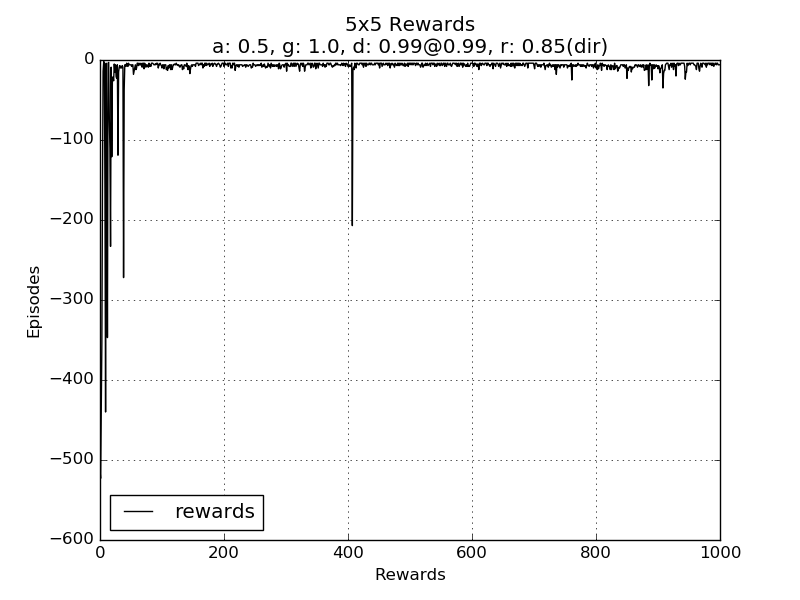 5x5 Rewards
a: 0.5, g: 1.0, d: 0.99@0.99, r: 0.85(dir)
0
−100
−200
−300
−400
−500
−600
Episodes
rewards
0 200 400 600 800 1000
Rewards